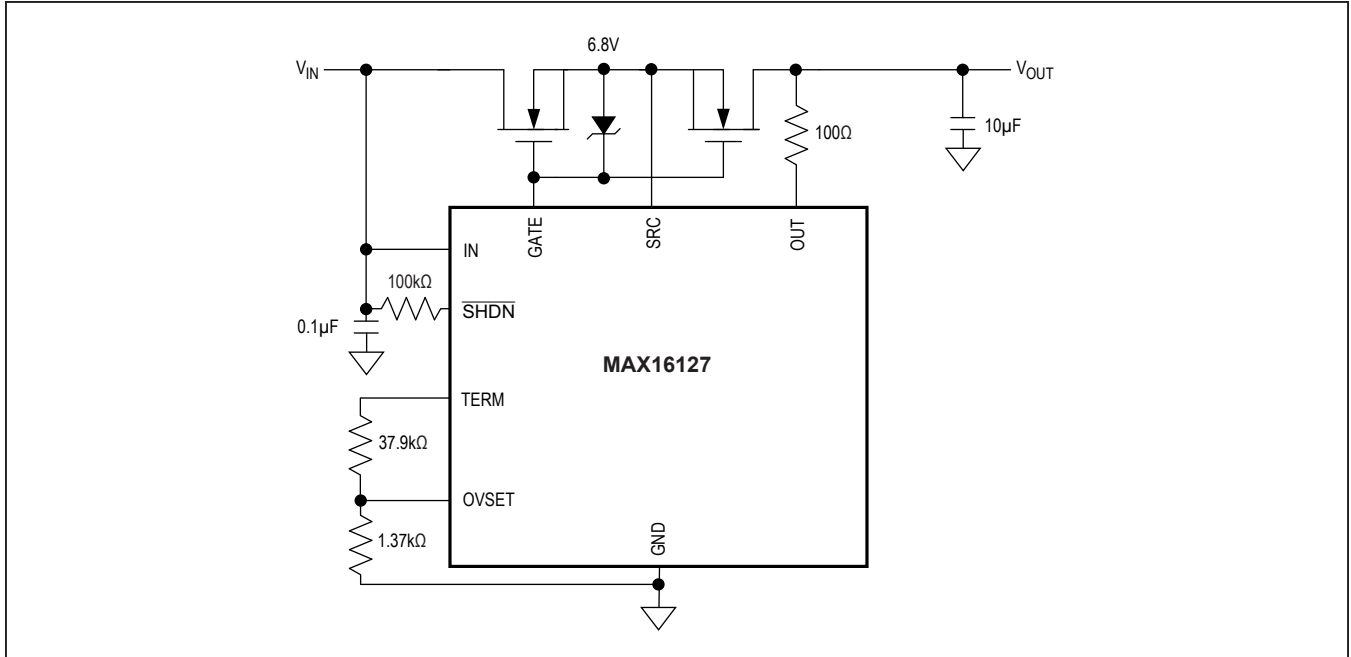 6.8V
V_IN
V_OUT
100Ω
10µF
GATE
SRC
OUT
IN
100kΩ
SHDN
0.1µF
MAX16127
TERM
37.9kΩ
OVSET
1.37kΩ
GND